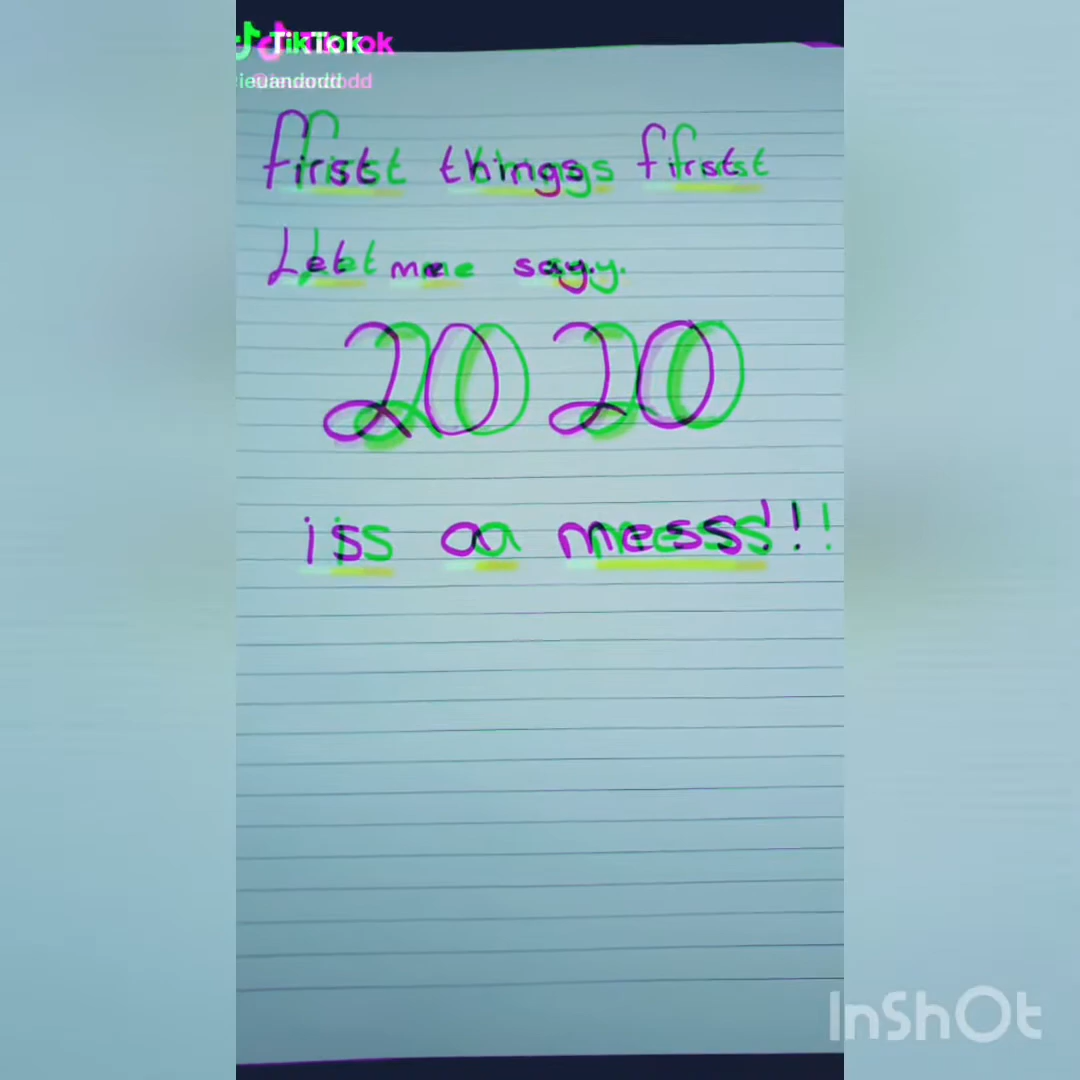 TikTok
first things first
Let me say.
2020
is a mess!!
InShOt